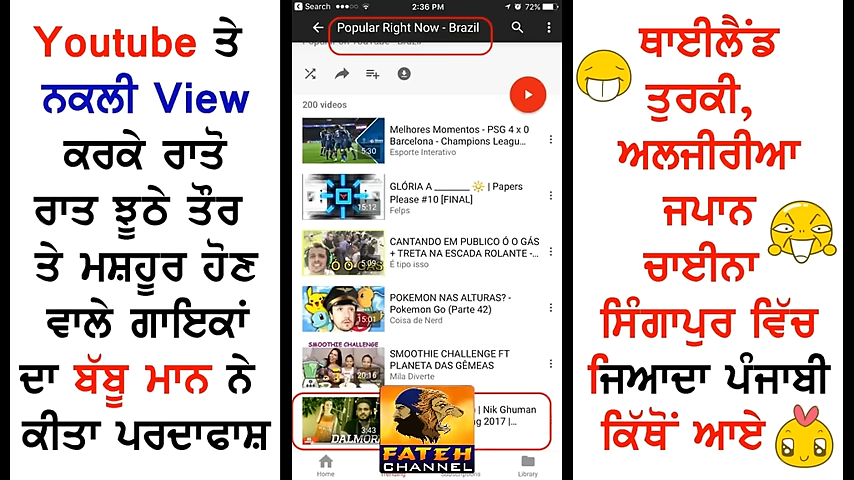 Youtube ਤੇ
ਨਕਲੀ View
ਕਰਕੇ ਰਾਤੋ
ਰਾਤ ਝੂਠੇ ਤੌਰ
ਤੇ ਮਸ਼ਹੂਰ ਹੋਣ
ਵਾਲੇ ਗਾਇਕਾਂ
ਦਾ ਬੱਬੂ ਮਾਨ ਨੇ
ਕੀਤਾ ਪਰਦਾਫਾਸ਼
Search 2:36 PM 72%
Popular Right Now - Brazil
200 videos
5:30
Melhores Momentos - PSG 4 x 0
Barcelona - Champions Leagu...
Esporte Interativo
15:12
GLÓRIA A ________ | Papers
Please #10 [FINAL]
Felps
5:09
CANTANDO EM PUBLICO Ó O GÁS
+ TRETA NA ESCADA ROLANTE -...
É tipo isso
15:01
POKEMON NAS ALTURAS? -
Pokemon Go (Parte 42)
Coisa de Nerd
SMOOTHIE CHALLENGE
20:16
SMOOTHIE CHALLENGE FT
PLANETA DAS GÊMEAS
Mila Diverte
3:43
| Nik Ghuman
2017 |...
FATEH
CHANNEL
Home
Library
ਥਾਈਲੈਂਡ
ਤੁਰਕੀ,
ਅਲਜੀਰੀਆ
ਜਪਾਨ
ਚਾਈਨਾ
ਸਿੰਗਾਪੁਰ ਵਿੱਚ
ਜਿਆਦਾ ਪੰਜਾਬੀ
ਕਿੱਥੋਂ ਆਏ